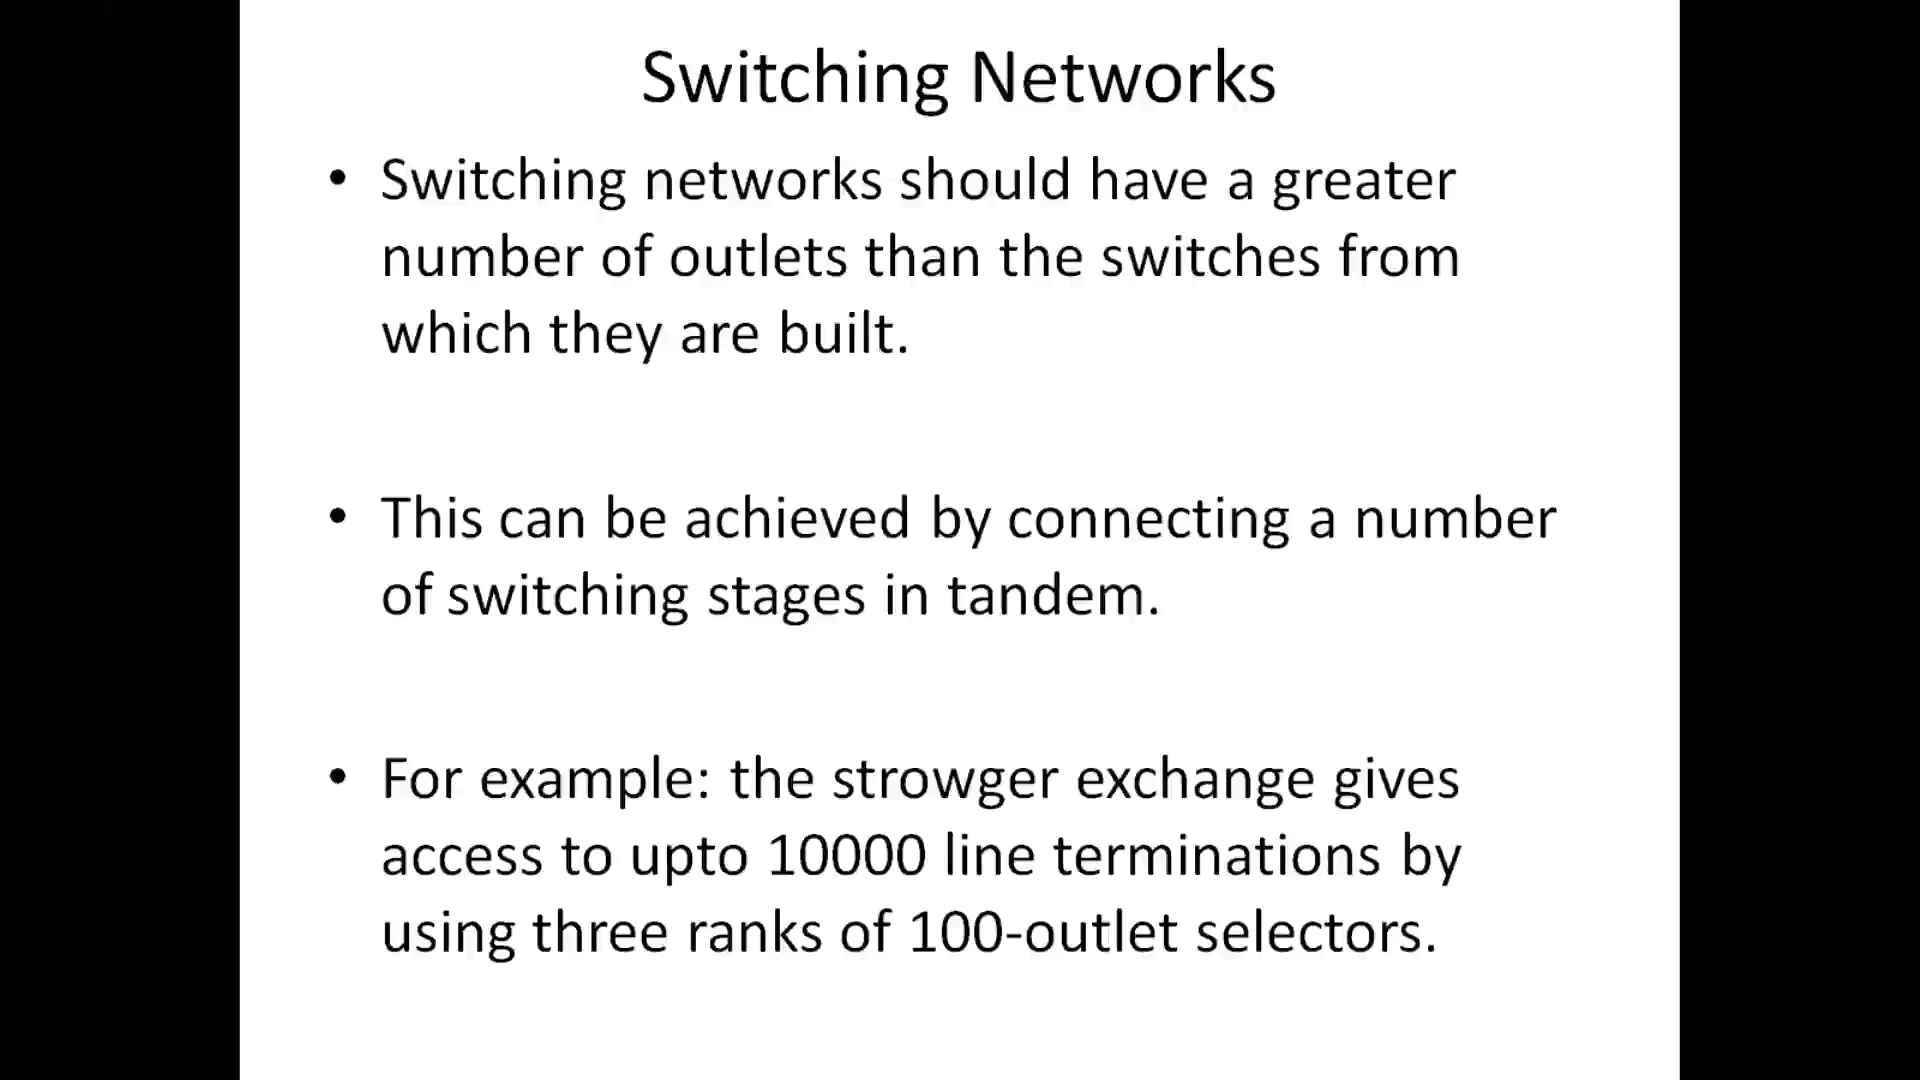 Switching Networks
• Switching networks should have a greater
number of outlets than the switches from
which they are built.
• This can be achieved by connecting a number
of switching stages in tandem.
• For example: the strowger exchange gives
access to upto 10000 line terminations by
using three ranks of 100-outlet selectors.